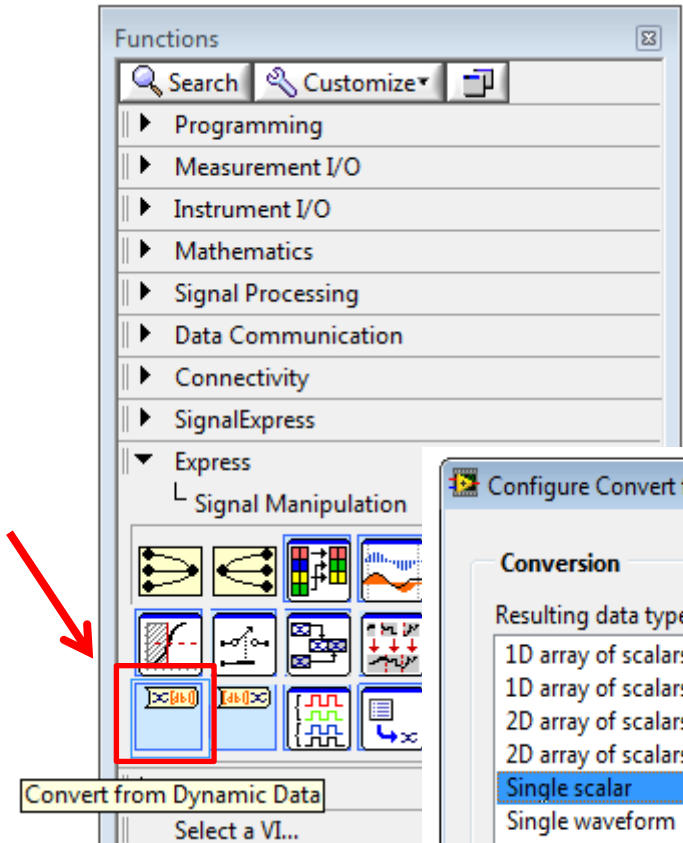 Functions
Search Customize
Programming
Measurement I/O
Instrument I/O
Mathematics
Signal Processing
Data Communication
Connectivity
SignalExpress
Express
Signal Manipulation
Convert from Dynamic Data
Select a VI...
Configure Convert
Conversion
Resulting data type
1D array of scalars
1D array of scalars
2D array of scalars
2D array of scalars
Single scalar
Single waveform